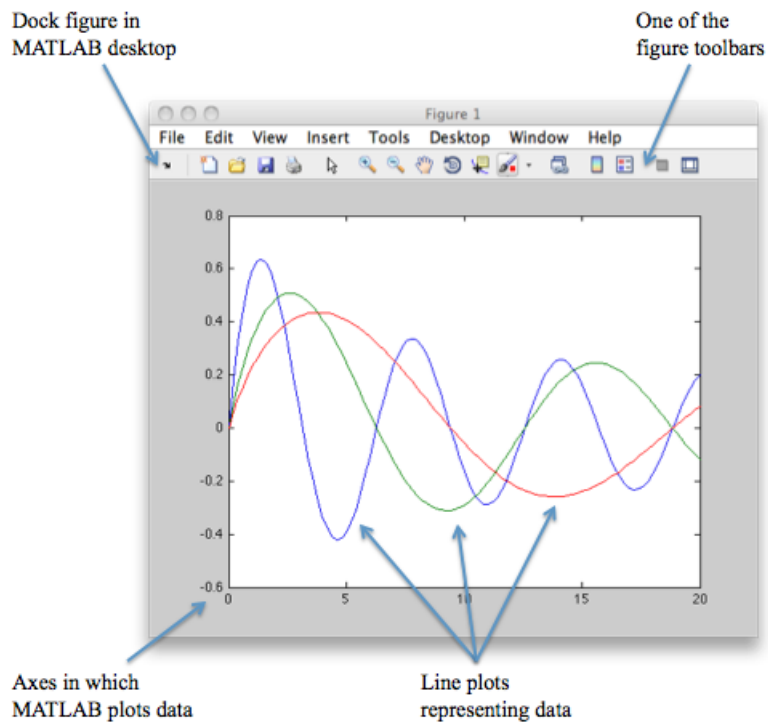 Dock figure in
MATLAB desktop
One of the
figure toolbars
Figure 1
File Edit View Insert Tools Desktop Window Help
0.8
0.6
0.4
0.2
0
-0.2
-0.4
-0.6
0 5 10 15 20
Axes in which
MATLAB plots data
Line plots
representing data